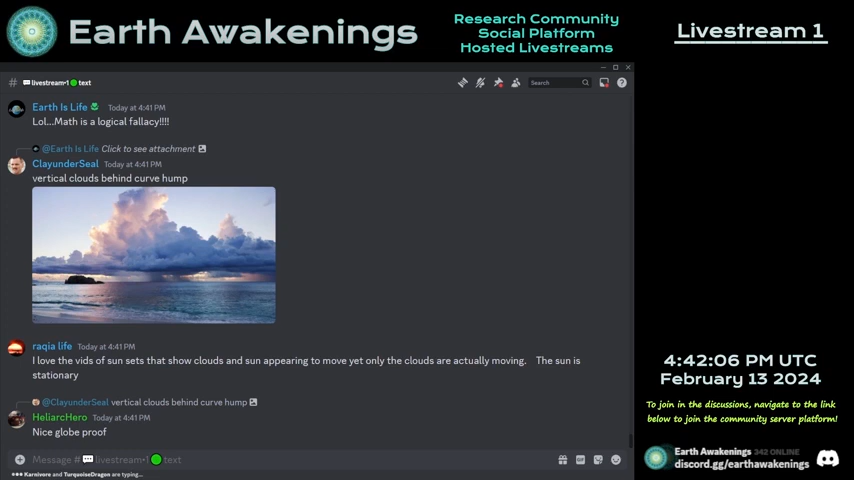 Earth Awakenings
Research Community
Social Platform
Hosted Livestreams
Livestream 1
# livestream-1 text
Search
Earth Is Life Today at 4:41 PM
Lol...Math is a logical fallacy!!!!
@Earth Is Life Click to see attachment
ClayunderSeal Today at 4:41 PM
vertical clouds behind curve hump
raqia life Today at 4:41 PM
I love the vids of sun sets that show clouds and sun appearing to move yet only the clouds are actually moving. The sun is
stationary
@ClayunderSeal vertical clouds behind curve hump
HeliarcHero Today at 4:41 PM
Nice globe proof
Message # livestream-1 text
Karnivore and TurqoiseDragon are typing...
4:42:06 PM UTC
February 13 2024
To join in the discussions, navigate to the link
below to join the community server platform!
Earth Awakenings 342 ONLINE
discord.gg/earthawakenings